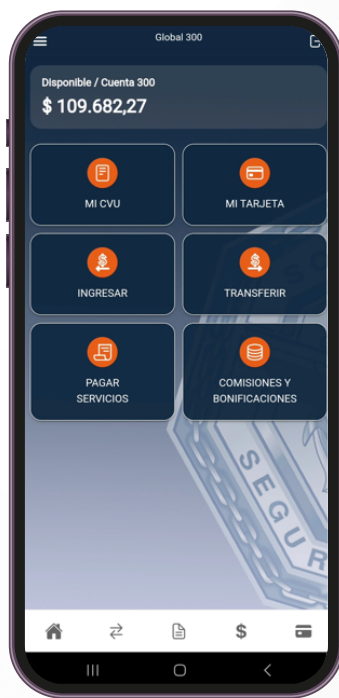 Global 300
Disponible / Cuenta 300
$ 109.682,27
MI CVU
MI TARJETA
INGRESAR
TRANSFERIR
PAGAR
SERVICIOS
COMISIONES Y
BONIFICACIONES
SEGUR
$